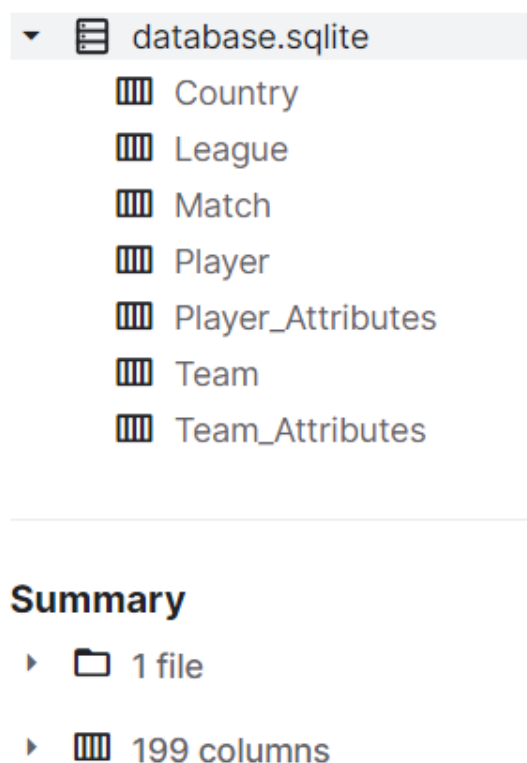 database.sqlite
Country
League
Match
Player
Player_Attributes
Team
Team_Attributes
Summary
1 file
199 columns